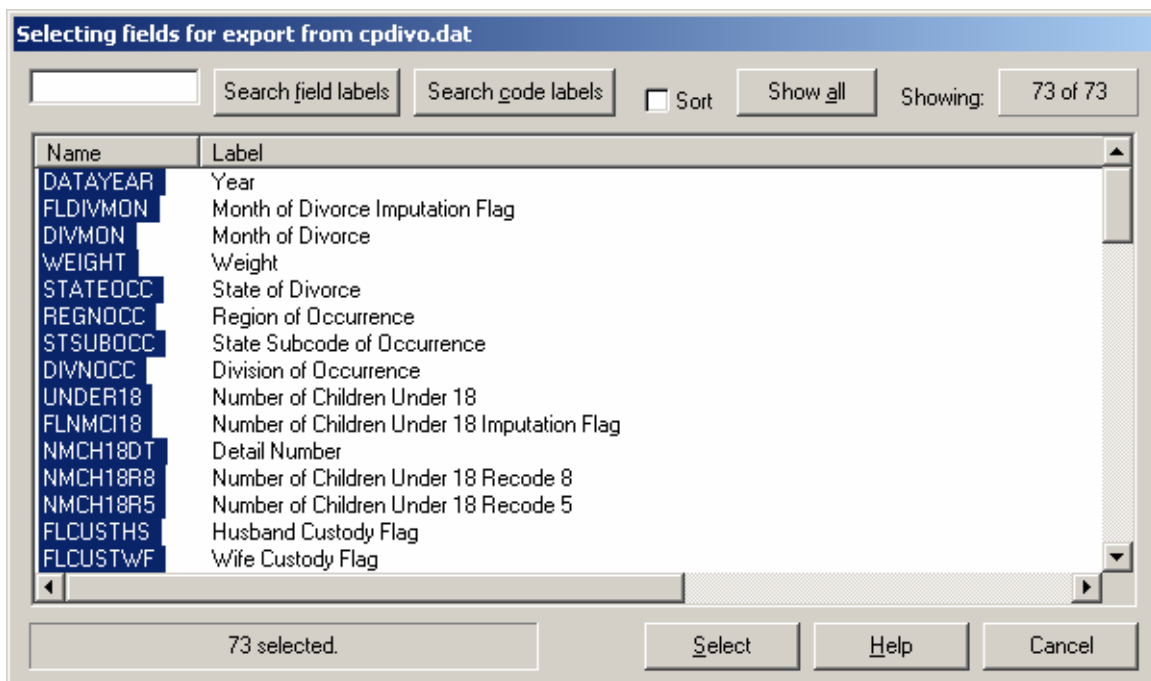 Selecting fields for export from cpdivo.dat
Search field labels Search code labels Sort Show all Showing: 73 of 73
Name Label
DATAYEAR Year
FLDIVMON Month of Divorce Imputation Flag
DIVMON Month of Divorce
WEIGHT Weight
STATEOCC State of Divorce
REGNOCC Region of Occurrence
STSUBOCC State Subcode of Occurrence
DIVNOCC Division of Occurrence
UNDER18 Number of Children Under 18
FLNMCI18 Number of Children Under 18 Imputation Flag
NMCH18DT Detail Number
NMCH18R8 Number of Children Under 18 Recode 8
NMCH18R5 Number of Children Under 18 Recode 5
FLCUSTHS Husband Custody Flag
FLCUSTWF Wife Custody Flag
73 selected. Select Help Cancel